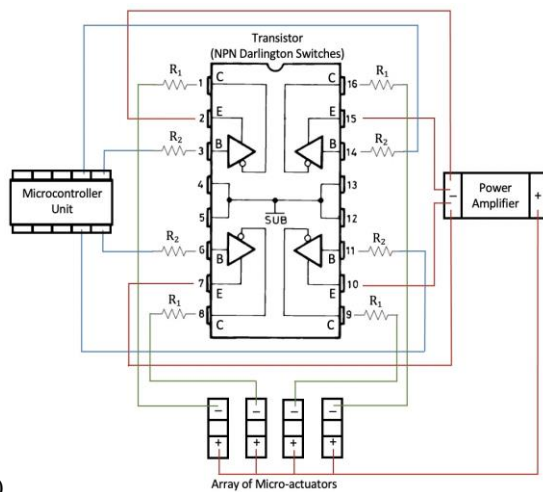 Transistor
(NPN Darlington Switches)
R₁ 1 C C 16 R₁
2 E E 15
R₂ 3 B B 14 R₂
4 13
5 SUB 12
R₂ 6 B B 11 R₂
7 E E 10
R₁ 8 C C 9 R₁
Microcontroller
Unit
− Power
Amplifier +
− − − −
+ + + +
Array of Micro-actuators
)